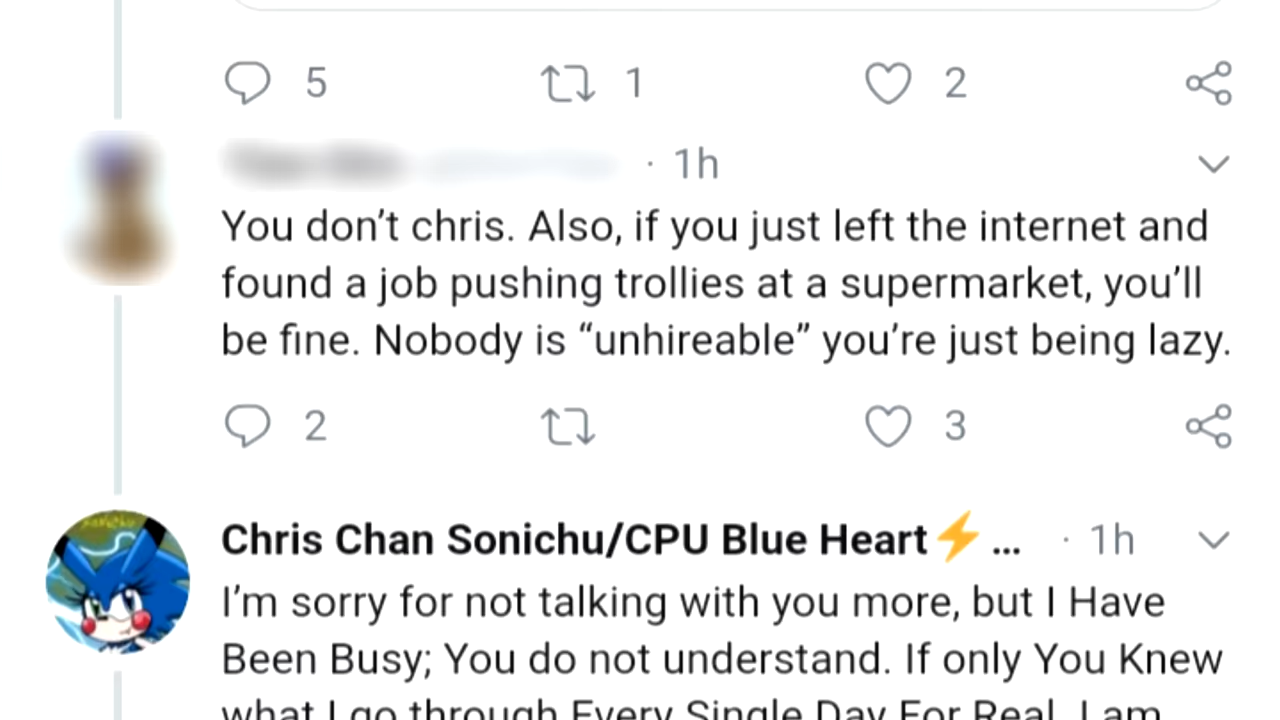 5 1 2
· 1h
You don’t chris. Also, if you just left the internet and
found a job pushing trollies at a supermarket, you’ll
be fine. Nobody is “unhireable” you’re just being lazy.
2 3
Chris Chan Sonichu/CPU Blue Heart⚡... · 1h
I’m sorry for not talking with you more, but I Have
Been Busy; You do not understand. If only You Knew
what I go through Every Single Day For Real. I am